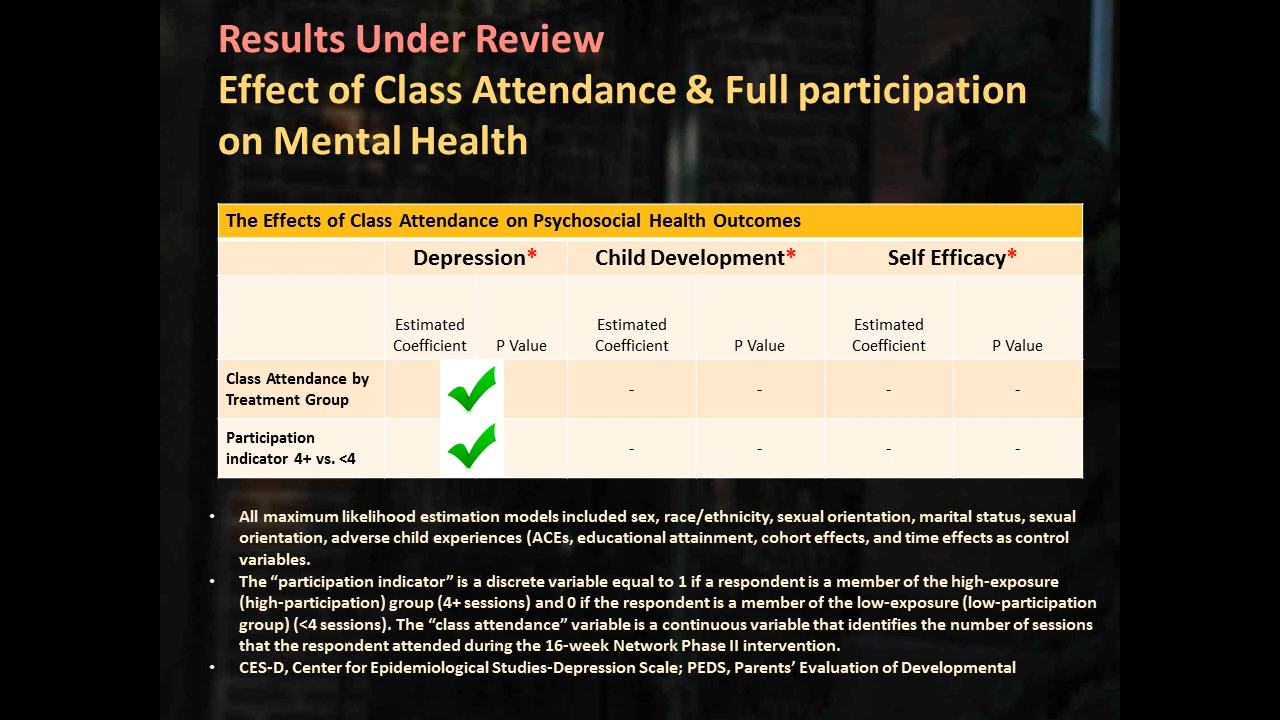 Results Under Review
Effect of Class Attendance & Full participation
on Mental Health
The Effects of Class Attendance on Psychosocial Health Outcomes
Depression* Child Development* Self Efficacy*
Estimated Coefficient P Value Estimated Coefficient P Value Estimated Coefficient P Value
Class Attendance by
Treatment Group - - - -
Participation
indicator 4+ vs. <4 - - - -
• All maximum likelihood estimation models included sex, race/ethnicity, sexual orientation, marital status, sexual
orientation, adverse child experiences (ACEs, educational attainment, cohort effects, and time effects as control
variables.
• The “participation indicator” is a discrete variable equal to 1 if a respondent is a member of the high-exposure
(high-participation) group (4+ sessions) and 0 if the respondent is a member of the low-exposure (low-participation
group) (<4 sessions). The “class attendance” variable is a continuous variable that identifies the number of sessions
that the respondent attended during the 16-week Network Phase II intervention.
• CES-D, Center for Epidemiological Studies-Depression Scale; PEDS, Parents’ Evaluation of Developmental